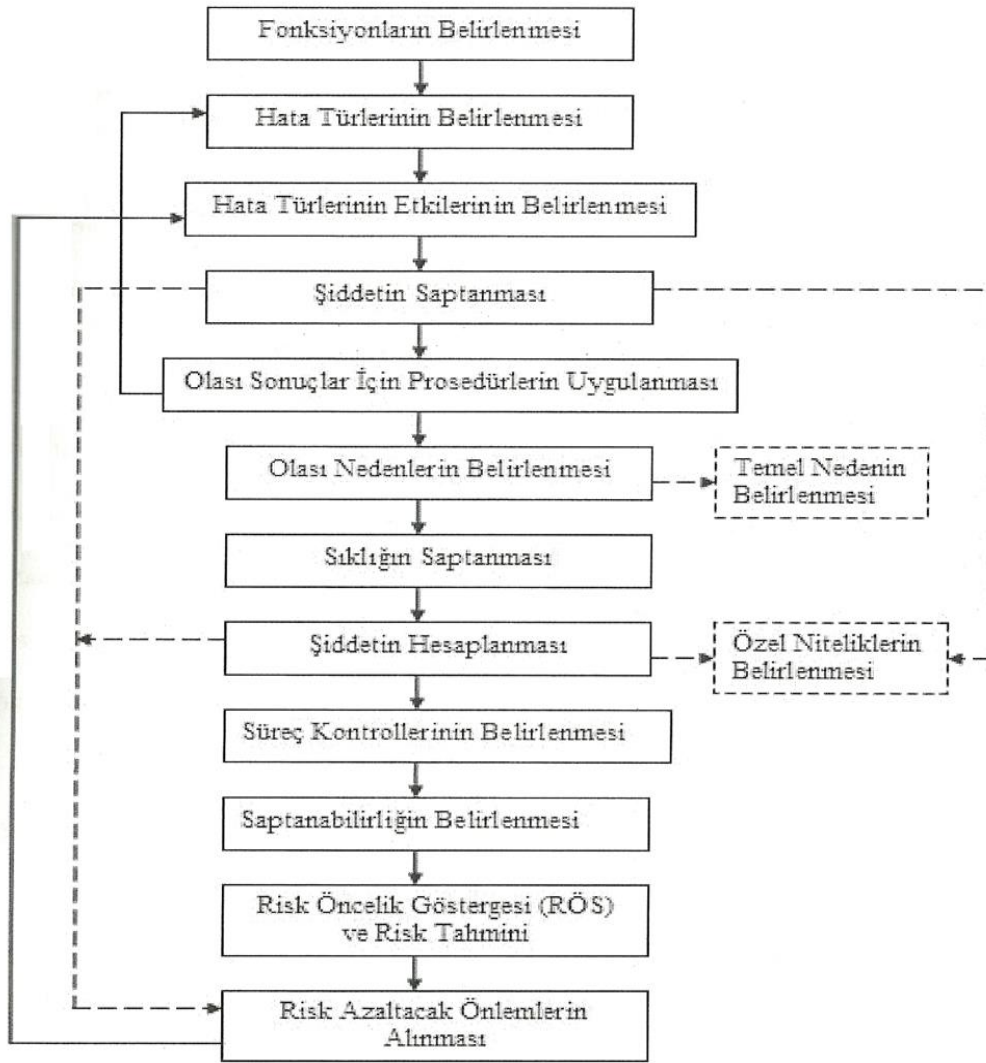 Fonksiyonların Belirlenmesi
Hata Türlerinin Belirlenmesi
Hata Türlerinin Etkilerinin Belirlenmesi
Şiddetin Saptanması
Olası Sonuçlar İçin Prosedürlerin Uygulanması
Olası Nedenlerin Belirlenmesi
Temel Nedenin
Belirlenmesi
Sıklığın Saptanması
Şiddetin Hesaplanması
Özel Niteliklerin
Belirlenmesi
Süreç Kontrollerinin Belirlenmesi
Saptanabilirliğin Belirlenmesi
Risk Öncelik Göstergesi (RÖS)
ve Risk Tahmini
Risk Azaltacak Önlemlerin
Alınması